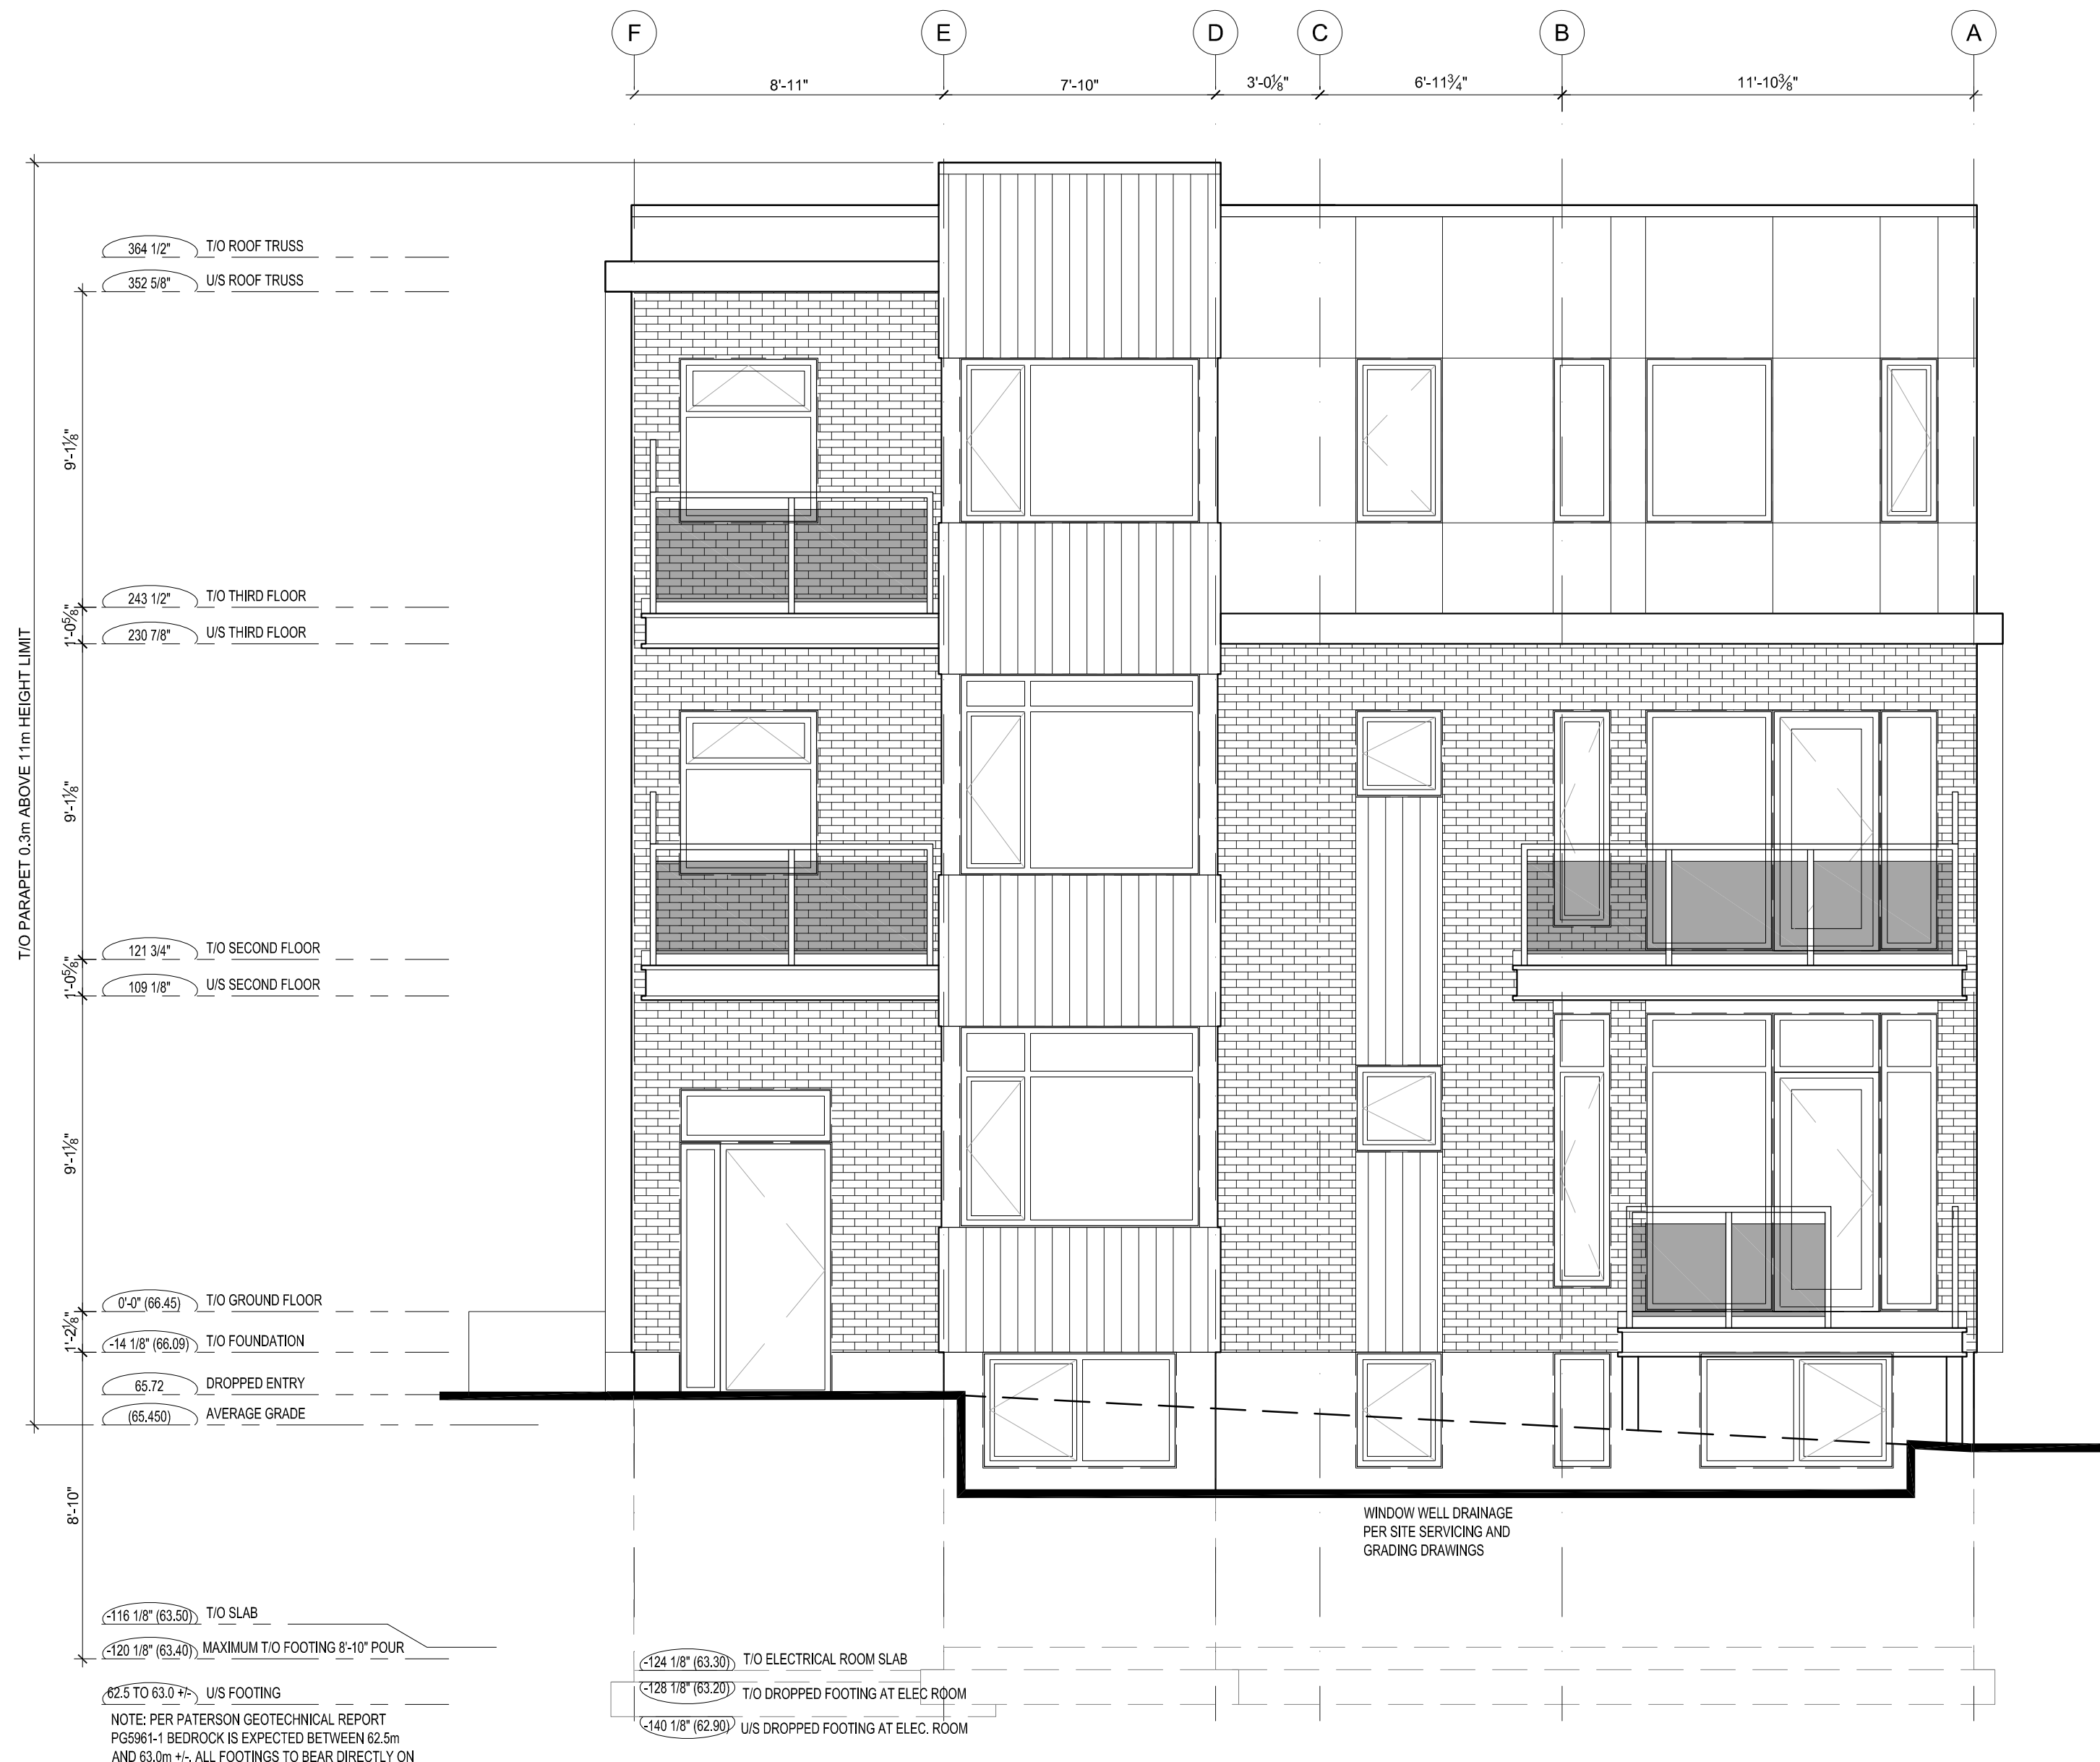 F E D C B A
8'-11" 7'-10" 3'-0⅛" 6'-11¾" 11'-10⅜"
T/O PARAPET 0.3m ABOVE 11m HEIGHT LIMIT
364 1/2" T/O ROOF TRUSS
352 5/8" U/S ROOF TRUSS
9'-1⅛"
243 1/2" T/O THIRD FLOOR
1'-0⅝"
230 7/8" U/S THIRD FLOOR
9'-1⅛"
121 3/4" T/O SECOND FLOOR
1'-0⅝"
109 1/8" U/S SECOND FLOOR
9'-1⅛"
0'-0" (66.45) T/O GROUND FLOOR
1'-2⅛"
-14 1/8" (66.09) T/O FOUNDATION
65.72 DROPPED ENTRY
(65.450) AVERAGE GRADE
8'-10"
WINDOW WELL DRAINAGE
PER SITE SERVICING AND
GRADING DRAWINGS
-116 1/8" (63.50) T/O SLAB
-120 1/8" (63.40) MAXIMUM T/O FOOTING 8'-10" POUR
62.5 TO 63.0 +/- U/S FOOTING
NOTE: PER PATERSON GEOTECHNICAL REPORT
PG5961-1 BEDROCK IS EXPECTED BETWEEN 62.5m
AND 63.0m +/-. ALL FOOTINGS TO BEAR DIRECTLY ON
-124 1/8" (63.30) T/O ELECTRICAL ROOM SLAB
-128 1/8" (63.20) T/O DROPPED FOOTING AT ELEC ROOM
-140 1/8" (62.90) U/S DROPPED FOOTING AT ELEC. ROOM